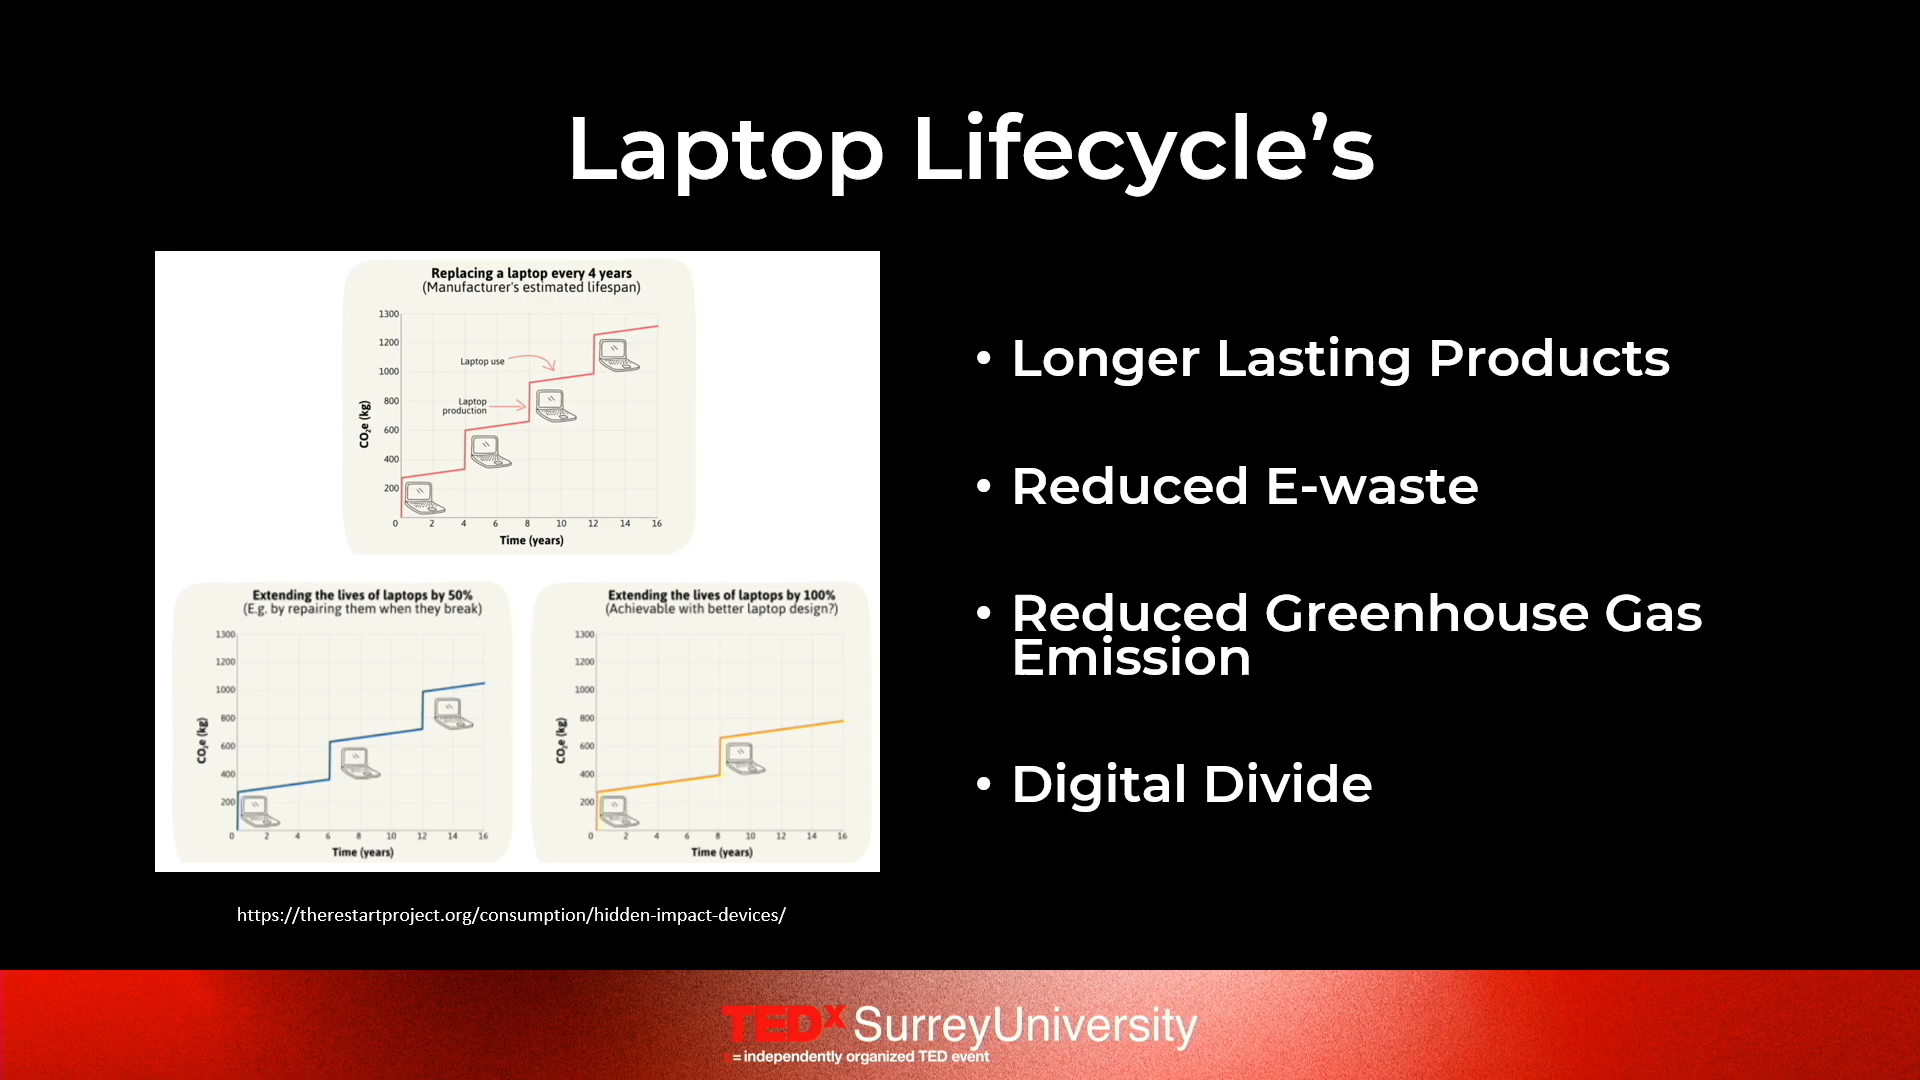 Laptop Lifecycle’s
Replacing a laptop every 4 years
(Manufacturer's estimated lifespan)
1300
1200
1000
800
600
400
200
0 2 4 6 8 10 12 14 16
CO₂e (kg)
Laptop use
Laptop
production
Time (years)
Extending the lives of laptops by 50%
(E.g. by repairing them when they break)
1300
1200
1000
800
600
400
200
0 2 4 6 8 10 12 14 16
CO₂e (kg)
Time (years)
Extending the lives of laptops by 100%
(Achievable with better laptop design?)
1300
1200
1000
800
600
400
200
0 2 4 6 8 10 12 14 16
CO₂e (kg)
Time (years)
https://therestartproject.org/consumption/hidden-impact-devices/
• Longer Lasting Products
• Reduced E-waste
• Reduced Greenhouse Gas
Emission
• Digital Divide
TEDx SurreyUniversity
x = independently organized TED event